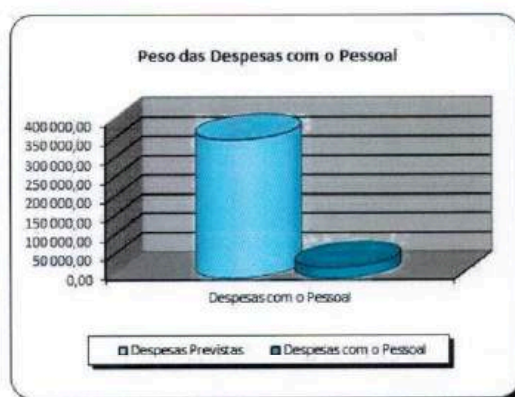 Peso das Despesas com o Pessoal
400 000,00
350 000,00
300 000,00
250 000,00
200 000,00
150 000,00
100 000,00
50 000,00
0,00
Despesas com o Pessoal
Despesas Previstas
Despesas com o Pessoal